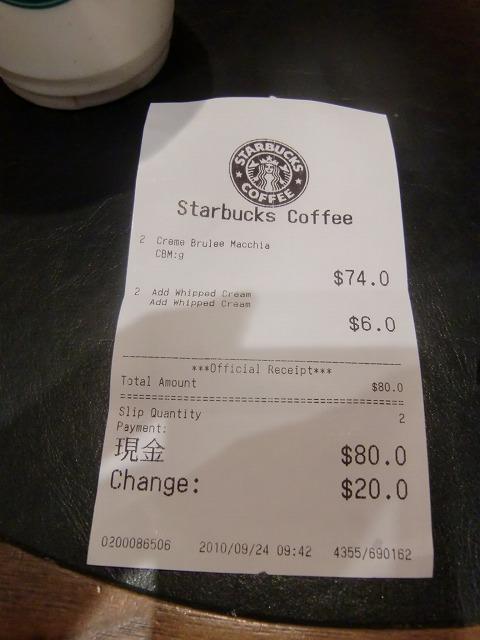 STARBUCKS
COFFEE
Starbucks Coffee
2 Creme Brulee Macchia
CBM:g
$74.0
2 Add Whipped Cream
Add Whipped Cream
$6.0
***Official Receipt***
Total Amount $80.0
Slip Quantity 2
Payment:
現金 $80.0
Change: $20.0
0200086506 2010/09/24 09:42 4355/690162